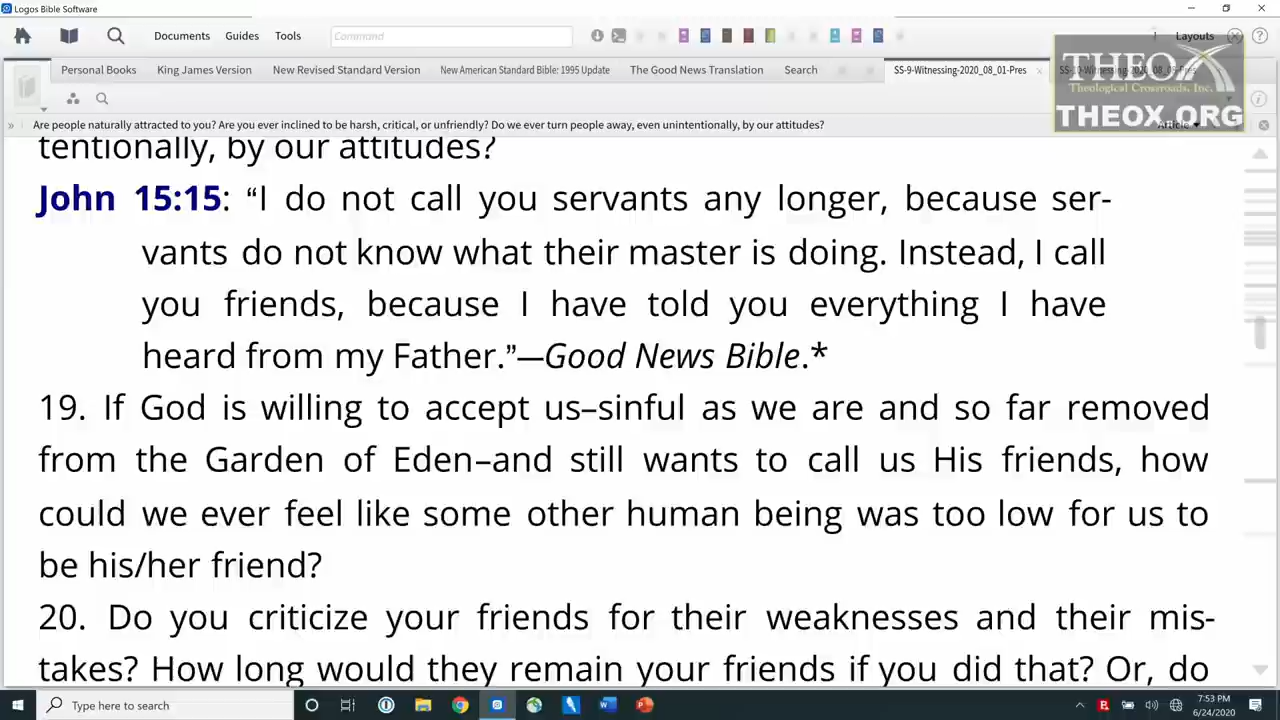 Logos Bible Software
Documents Guides Tools Command Layouts
Personal Books King James Version New Revised Stan New American Standard Bible: 1995 Update The Good News Translation Search SS-9-Witnessing-2020_08_01-Pres
THEOX
Theological Crossroads, Inc.
THEOX.ORG
» Are people naturally attracted to you? Are you ever inclined to be harsh, critical, or unfriendly? Do we ever turn people away, even unintentionally, by our attitudes?
tentionally, by our attitudes?
John 15:15: “I do not call you servants any longer, because ser-
vants do not know what their master is doing. Instead, I call
you friends, because I have told you everything I have
heard from my Father.”—Good News Bible.*
19. If God is willing to accept us–sinful as we are and so far removed
from the Garden of Eden–and still wants to call us His friends, how
could we ever feel like some other human being was too low for us to
be his/her friend?
20. Do you criticize your friends for their weaknesses and their mis-
takes? How long would they remain your friends if you did that? Or, do
Type here to search
7:53 PM
6/24/2020